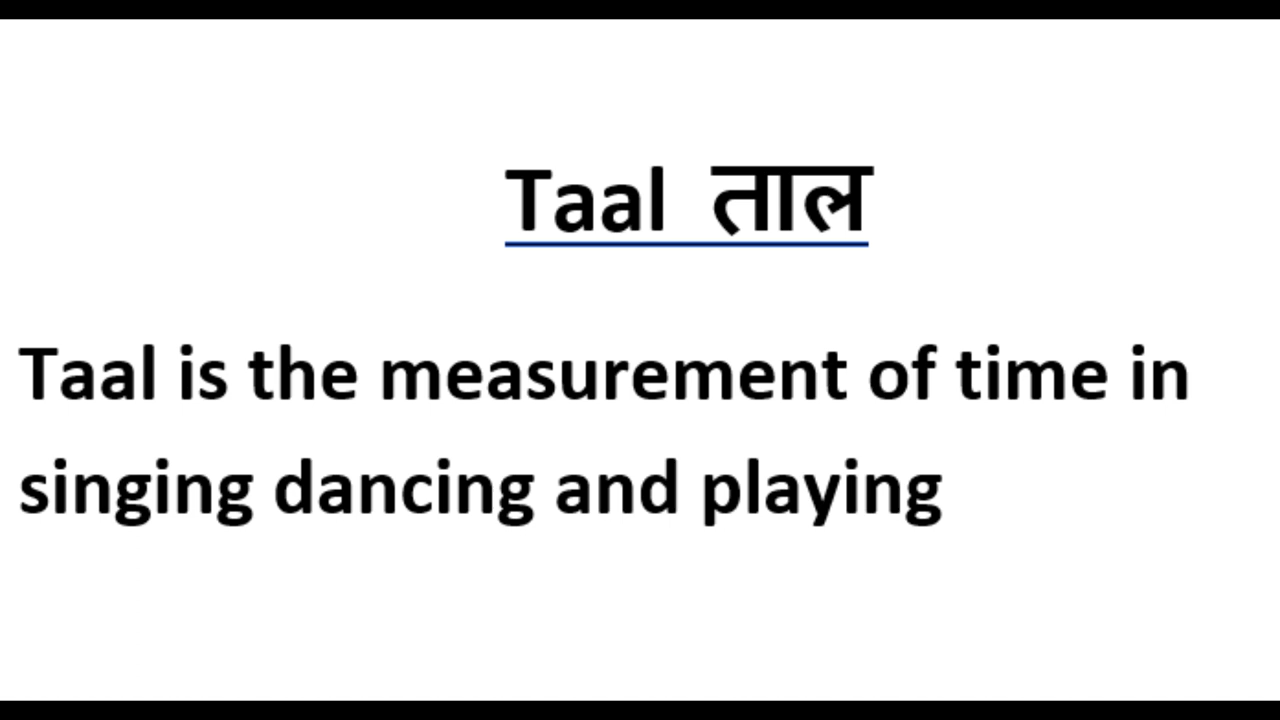 Taal ताल
Taal is the measurement of time in
singing dancing and playing